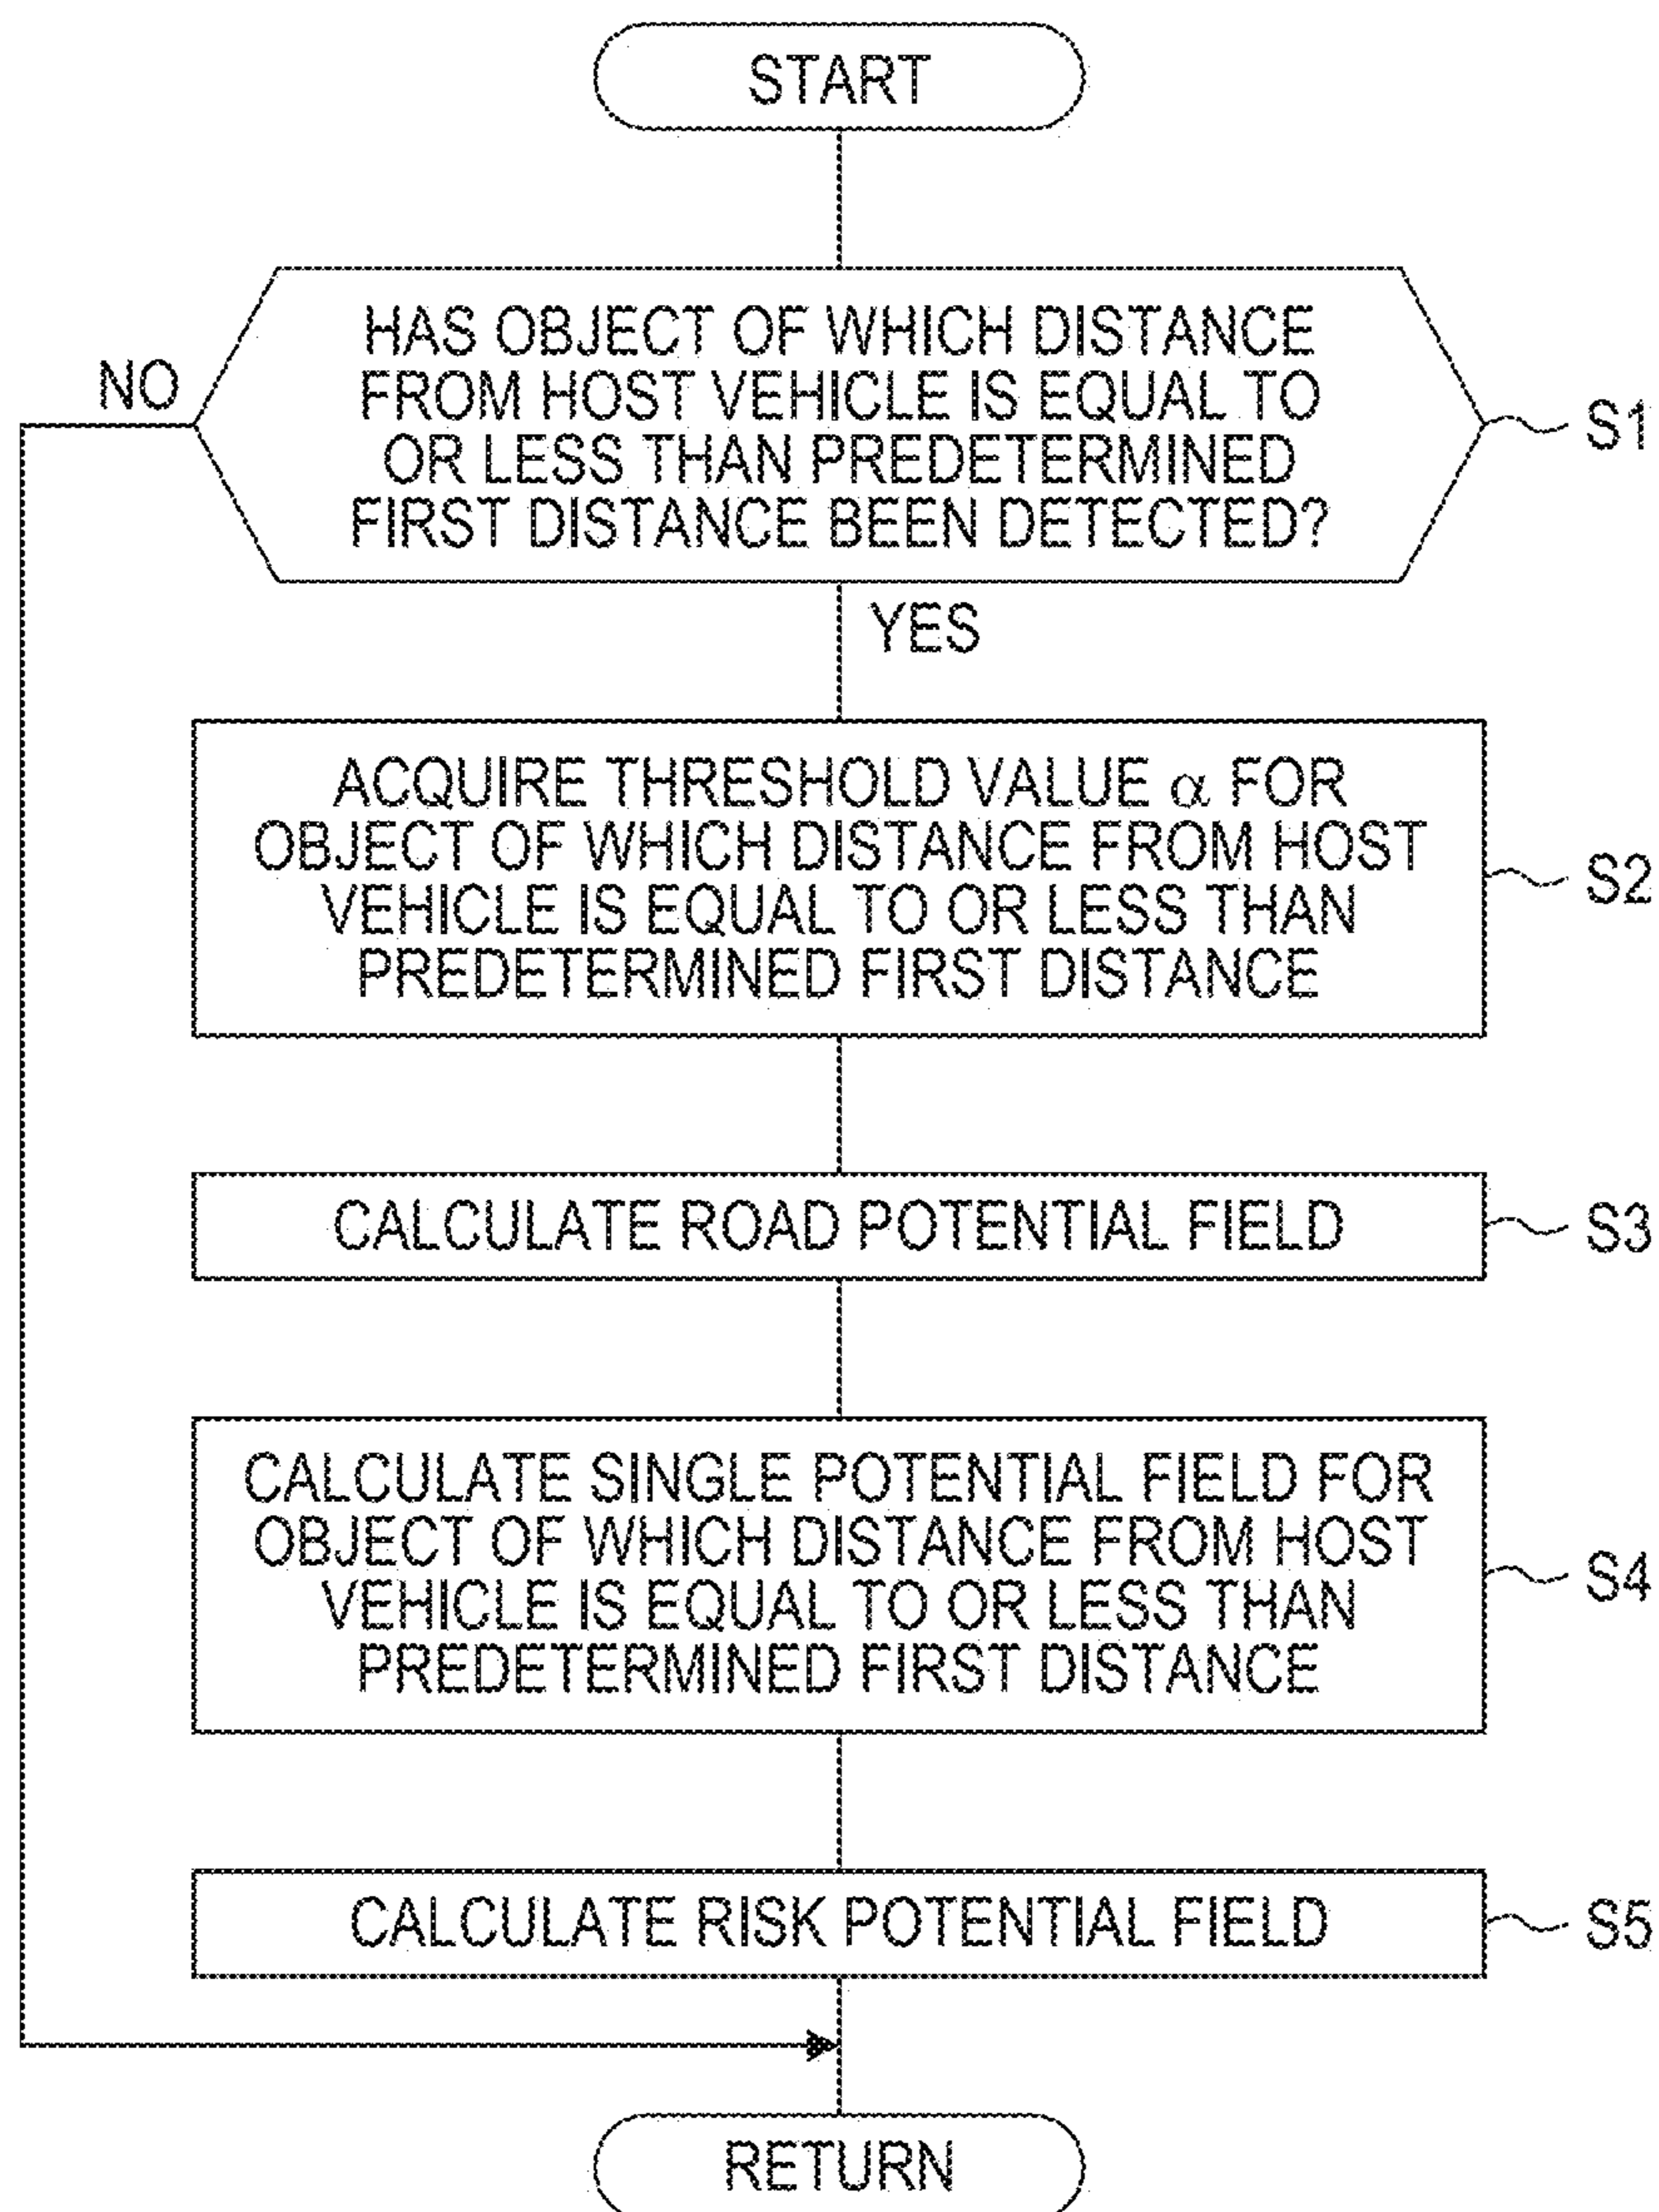 START
HAS OBJECT OF WHICH DISTANCE
FROM HOST VEHICLE IS EQUAL TO
OR LESS THAN PREDETERMINED
FIRST DISTANCE BEEN DETECTED?
NO
S1
YES
ACQUIRE THRESHOLD VALUE α FOR
OBJECT OF WHICH DISTANCE FROM HOST
VEHICLE IS EQUAL TO OR LESS THAN
PREDETERMINED FIRST DISTANCE
S2
CALCULATE ROAD POTENTIAL FIELD
S3
CALCULATE SINGLE POTENTIAL FIELD FOR
OBJECT OF WHICH DISTANCE FROM HOST
VEHICLE IS EQUAL TO OR LESS THAN
PREDETERMINED FIRST DISTANCE
S4
CALCULATE RISK POTENTIAL FIELD
S5
RETURN